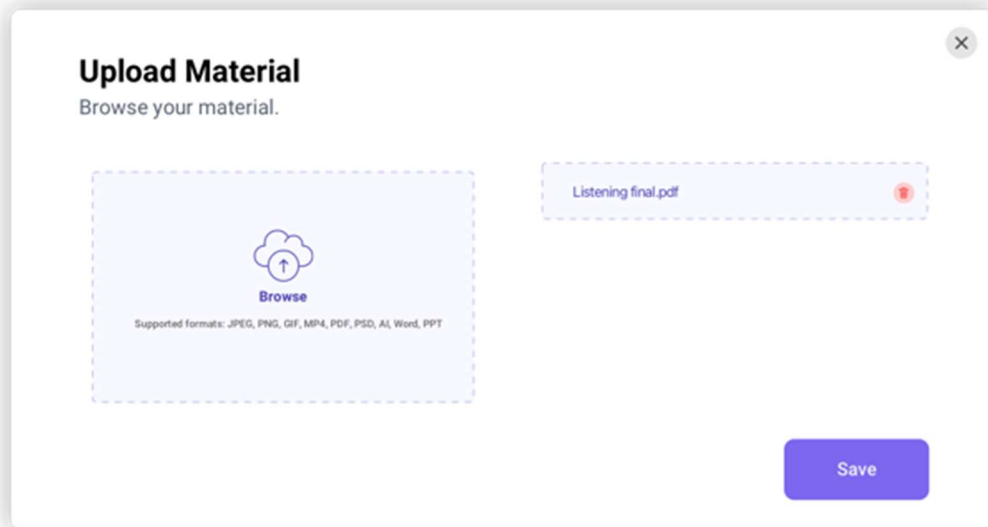 Upload Material
Browse your material.
Listening final.pdf
Browse
Supported formats: JPEG, PNG, GIF, MP4, PDF, PSD, AI, Word, PPT
Save